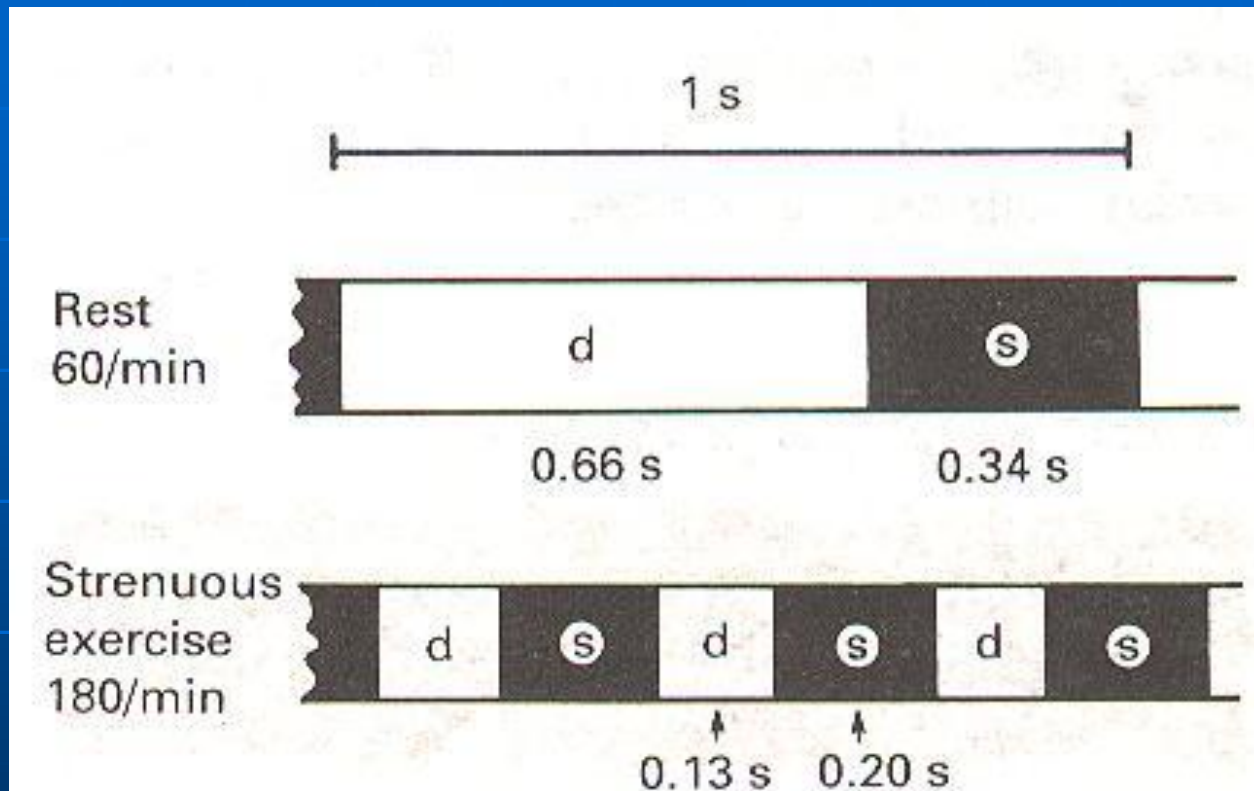 1 s
Rest
60/min
d
s
0.66 s
0.34 s
Strenuous
exercise
180/min
d
s
d
s
d
s
0.13 s
0.20 s